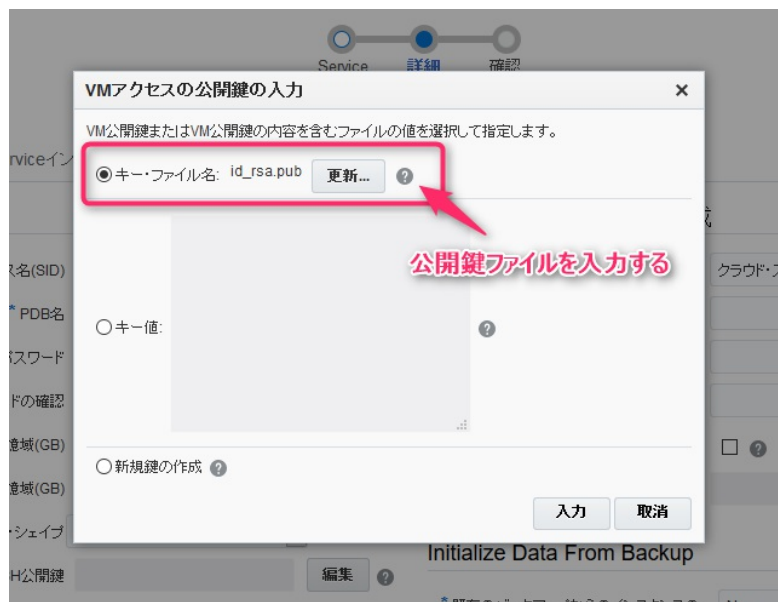 Service 詳細 確認
VMアクセスの公開鍵の入力 ×
VM公開鍵またはVM公開鍵の内容を含むファイルの値を選択して指定します。
rviceイン
キー・ファイル名: id_rsa.pub 更新... ?
成
公開鍵ファイルを入力する
ス名(SID)
クラウド・ス
* PDB名
キー値: ?
パスワード
ドの確認
憶域(GB)
?
新規鍵の作成 ?
憶域(GB)
入力 取消
・シェイプ
Initialize Data From Backup
H公開鍵 編集 ?